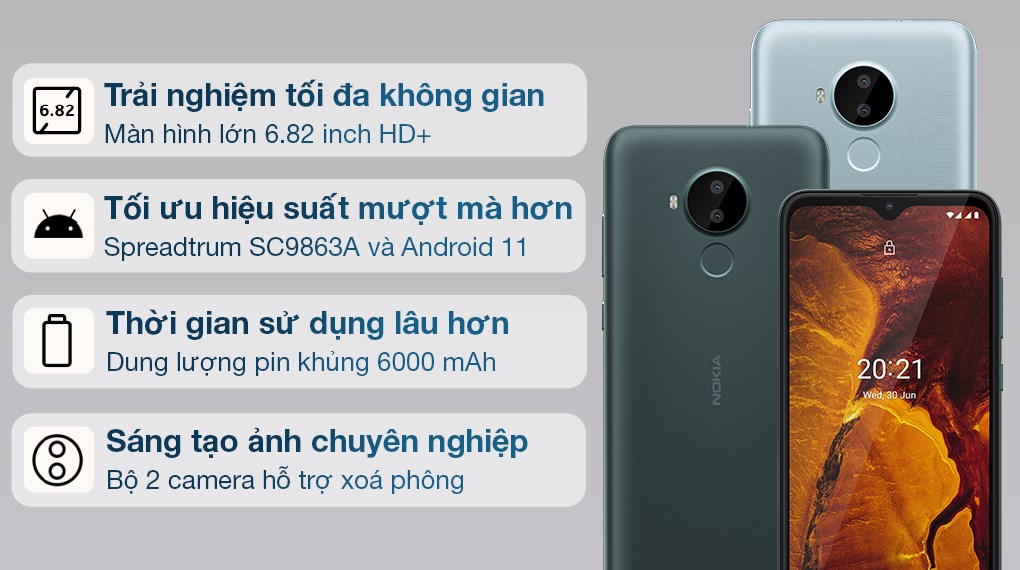 6.82
Trải nghiệm tối đa không gian
Màn hình lớn 6.82 inch HD+
Tối ưu hiệu suất mượt mà hơn
Spreadtrum SC9863A và Android 11
Thời gian sử dụng lâu hơn
Dung lượng pin khủng 6000 mAh
Sáng tạo ảnh chuyên nghiệp
Bộ 2 camera hỗ trợ xoá phông
NOKIA
20:21
Wed, 30 Jun